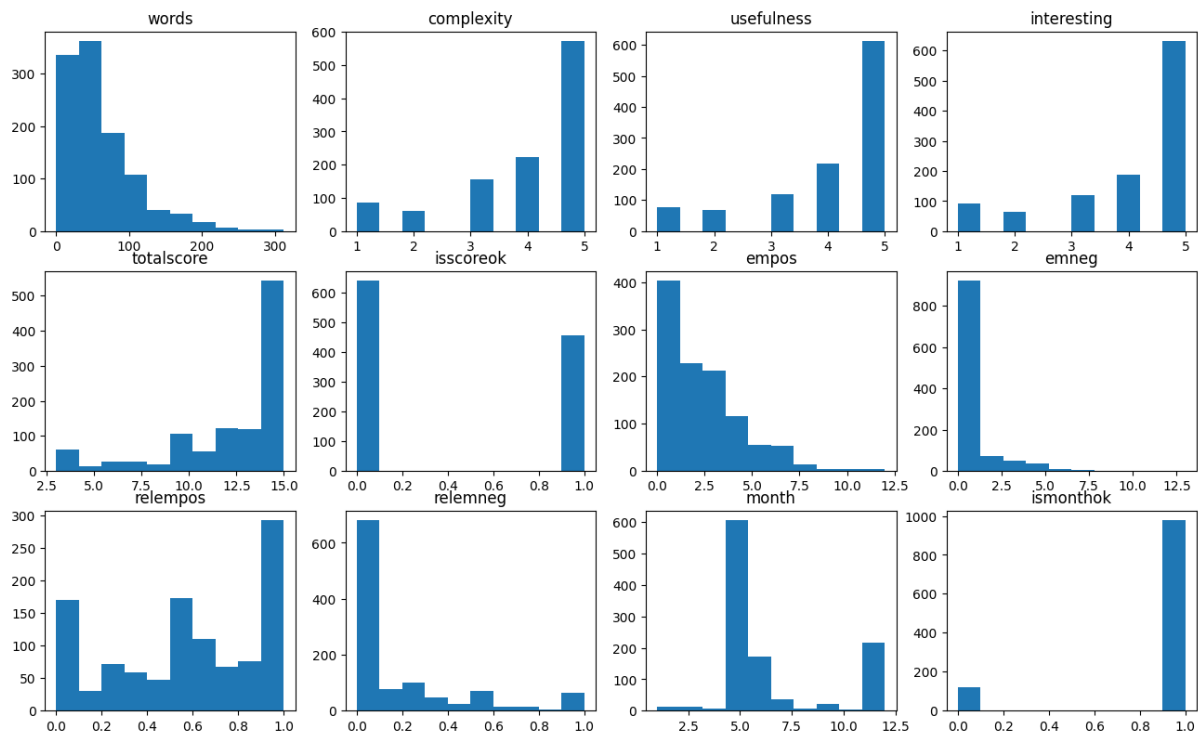 words complexity usefulness interesting
300 200 100 0
0 100 200 300
600 500 400 300 200 100 0
1 2 3 4 5
600 500 400 300 200 100 0
1 2 3 4 5
600 500 400 300 200 100 0
1 2 3 4 5
totalscore isscoreok empos emneg
500 400 300 200 100 0
2.5 5.0 7.5 10.0 12.5 15.0
600 500 400 300 200 100 0
0.0 0.2 0.4 0.6 0.8 1.0
400 300 200 100 0
0.0 2.5 5.0 7.5 10.0 12.5
800 600 400 200 0
0.0 2.5 5.0 7.5 10.0 12.5
relempos relemneg month ismonthok
300 250 200 150 100 50 0
0.0 0.2 0.4 0.6 0.8 1.0
600 400 200 0
0.0 0.2 0.4 0.6 0.8 1.0
600 500 400 300 200 100 0
2.5 5.0 7.5 10.0 12.5
1000 800 600 400 200 0
0.0 0.2 0.4 0.6 0.8 1.0